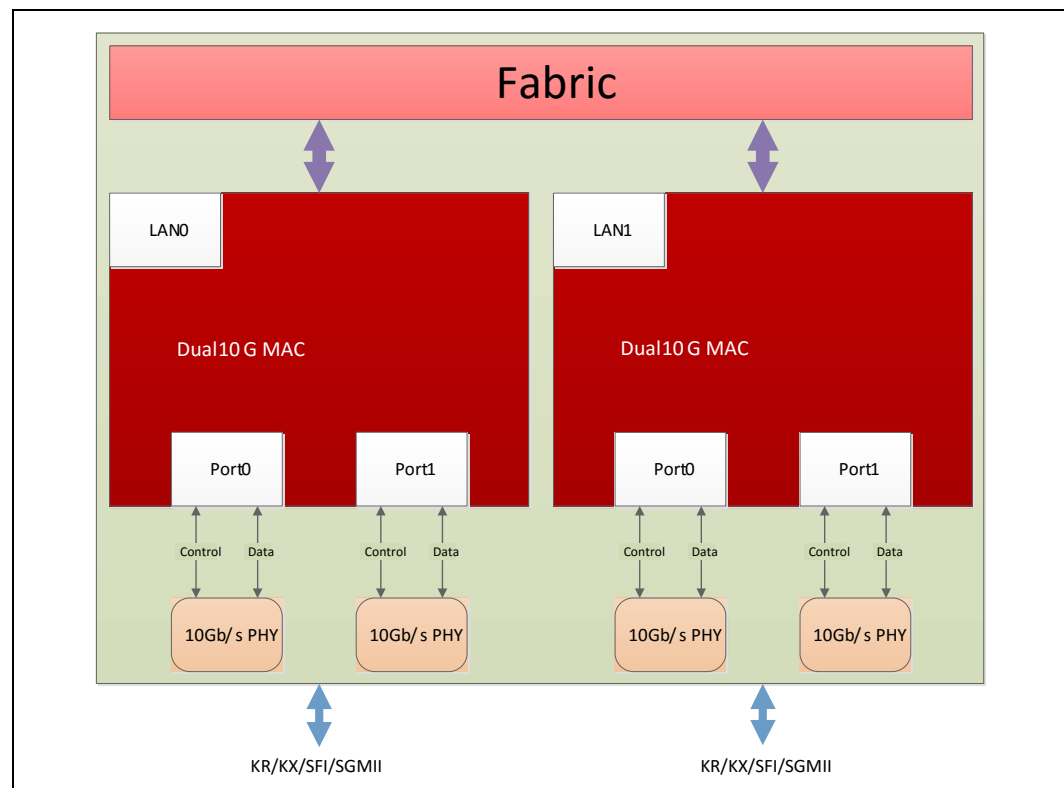 Fabric
LAN0
LAN1
Dual10 G MAC
Dual10 G MAC
Port0
Port1
Port0
Port1
Control
Data
Control
Data
Control
Data
Control
Data
10Gb/s PHY
10Gb/s PHY
10Gb/s PHY
10Gb/s PHY
KR/KX/SFI/SGMII
KR/KX/SFI/SGMII